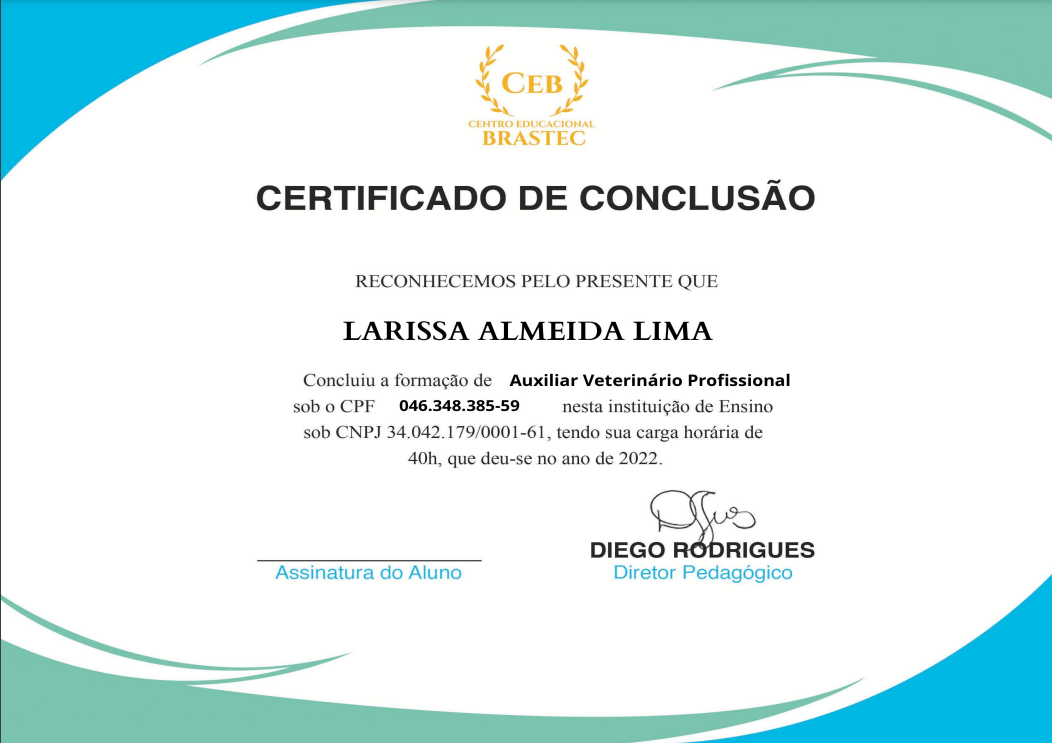 CEB
CENTRO EDUCACIONAL
BRASTEC
CERTIFICADO DE CONCLUSÃO
RECONHECEMOS PELO PRESENTE QUE
LARISSA ALMEIDA LIMA
Concluiu a formação de Auxiliar Veterinário Profissional
sob o CPF 046.348.385-59 nesta instituição de Ensino
sob CNPJ 34.042.179/0001-61, tendo sua carga horária de
40h, que deu-se no ano de 2022.
DIEGO RODRIGUES
Assinatura do Aluno Diretor Pedagógico